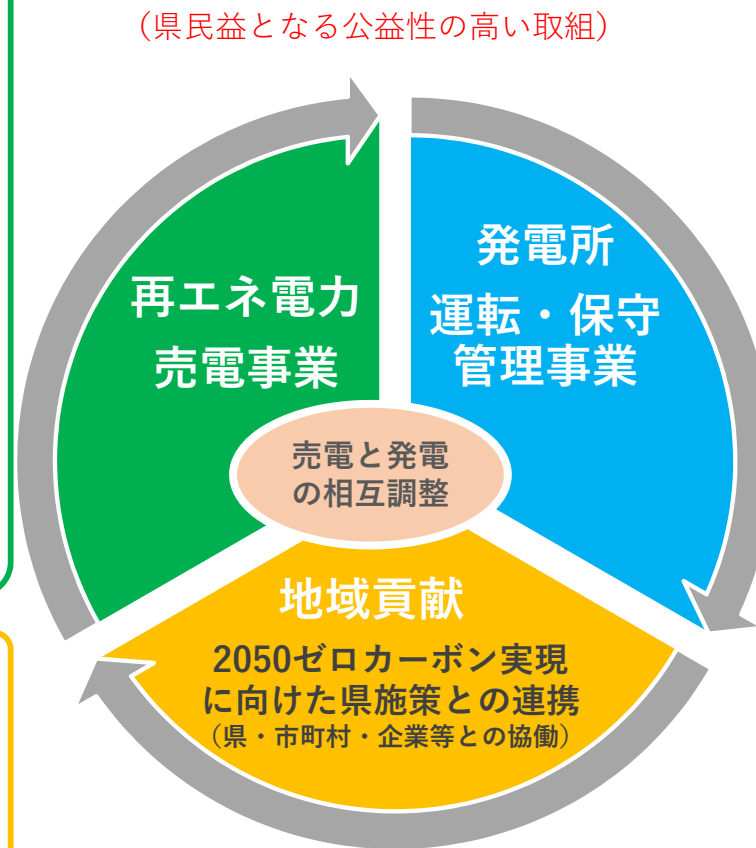 （県民益となる公益性の高い取組）
再エネ電力
売電事業
発電所
運転・保守
管理事業
売電と発電
の相互調整
地域貢献
2050ゼロカーボン実現
に向けた県施策との連携
（県・市町村・企業等との協働）